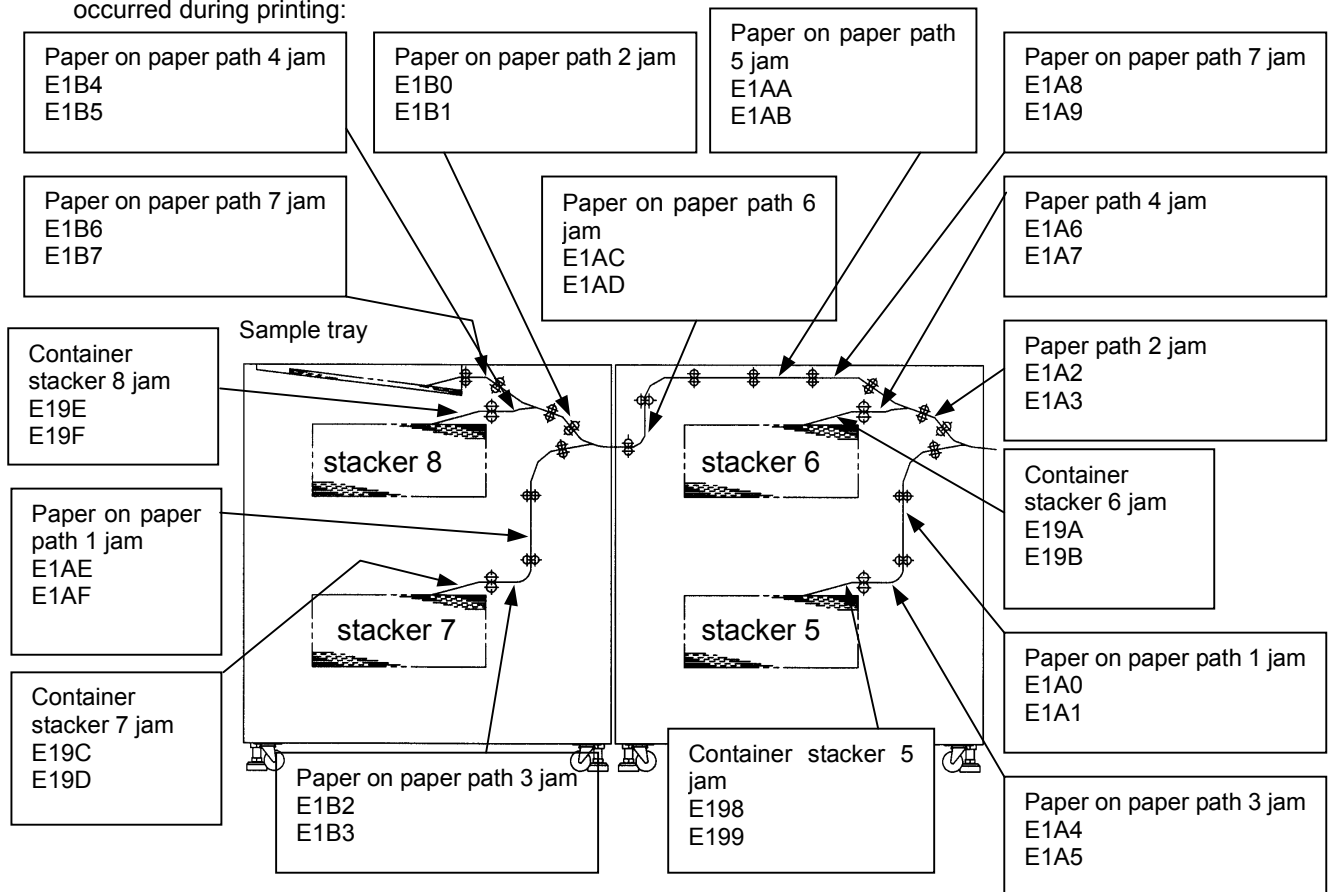 occurred during printing:
Paper on paper path 4 jam
E1B4
E1B5
Paper on paper path 2 jam
E1B0
E1B1
Paper on paper path
5 jam
E1AA
E1AB
Paper on paper path 7 jam
E1A8
E1A9
Paper on paper path 7 jam
E1B6
E1B7
Paper on paper path 6
jam
E1AC
E1AD
Paper path 4 jam
E1A6
E1A7
Sample tray
Container
stacker 8 jam
E19E
E19F
Paper path 2 jam
E1A2
E1A3
stacker 8
stacker 6
Container
stacker 6 jam
E19A
E19B
Paper on paper
path 1 jam
E1AE
E1AF
stacker 7
stacker 5
Paper on paper path 1 jam
E1A0
E1A1
Container
stacker 7 jam
E19C
E19D
Paper on paper path 3 jam
E1B2
E1B3
Container stacker 5
jam
E198
E199
Paper on paper path 3 jam
E1A4
E1A5